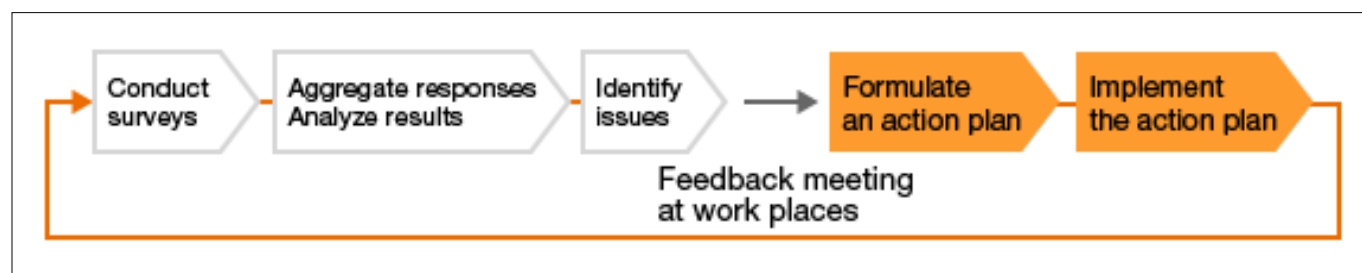 Conduct
surveys
Aggregate responses
Analyze results
Identify
issues
Feedback meeting
at work places
Formulate
an action plan
Implement
the action plan